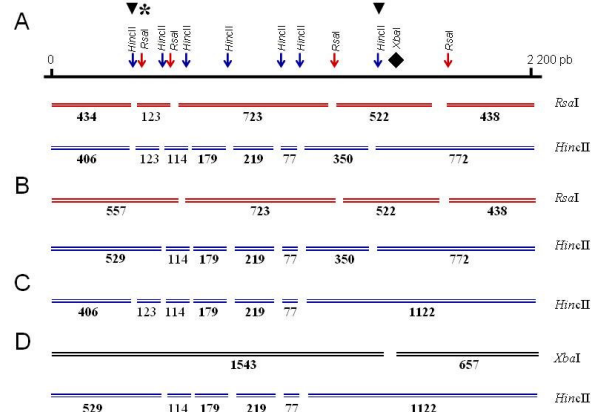 A
HincII RsaI HincII RsaI HincII HincII HincII HincII RsaI HincII XbaI RsaI
0 2 200 pb
RsaI
434 123 723 522 438
HincII
406 123 114 179 219 77 350 772
B
RsaI
557 723 522 438
HincII
529 114 179 219 77 350 772
C
HincII
406 123 114 179 219 77 1122
D
XbaI
1543 657
HincII
529 114 179 219 77 1122